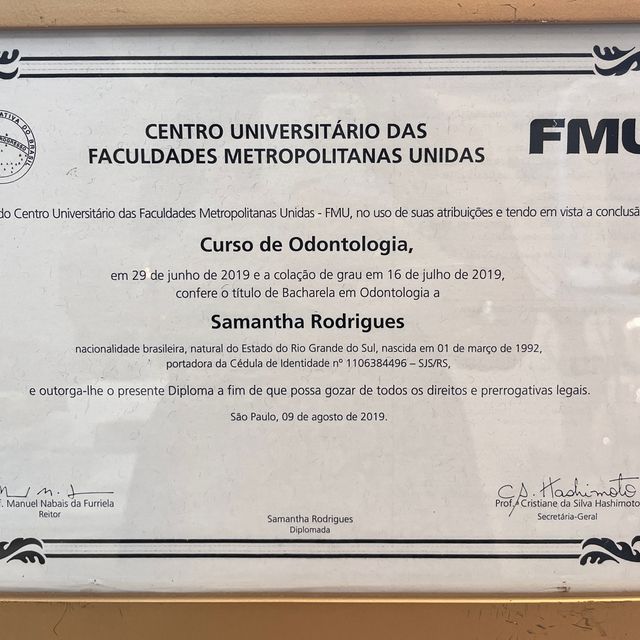 CENTRO UNIVERSITÁRIO DAS
FACULDADES METROPOLITANAS UNIDAS
FMU
do Centro Universitário das Faculdades Metropolitanas Unidas - FMU, no uso de suas atribuições e tendo em vista a conclusão
Curso de Odontologia,
em 29 de junho de 2019 e a colação de grau em 16 de julho de 2019,
confere o título de Bacharela em Odontologia a
Samantha Rodrigues
nacionalidade brasileira, natural do Estado do Rio Grande do Sul, nascida em 01 de março de 1992,
portadora da Cédula de Identidade nº 1106384496 – SJS/RS,
e outorga-lhe o presente Diploma a fim de que possa gozar de todos os direitos e prerrogativas legais.
São Paulo, 09 de agosto de 2019.
C.S. Hashimoto
f. Manuel Nabais da Furriela
Reitor
Prof.ª Cristiane da Silva Hashimoto
Secretária-Geral
Samantha Rodrigues
Diplomada